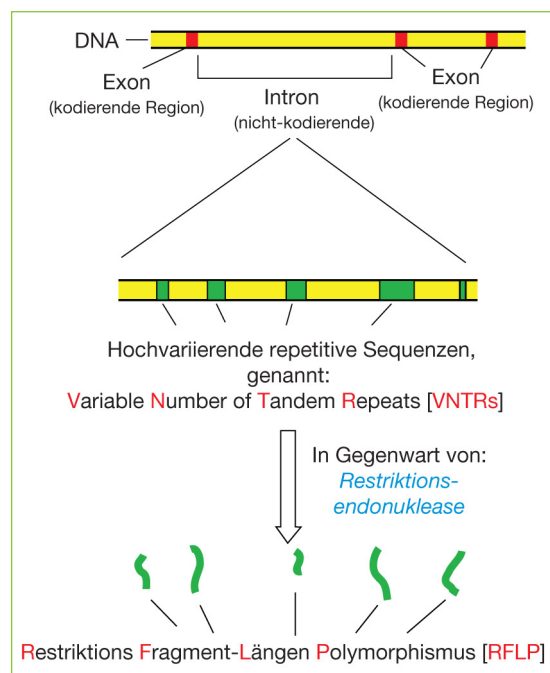 DNA
Exon
(kodierende Region)
Intron
(nicht-kodierende)
Exon
(kodierende Region)
Hochvariierende repetitive Sequenzen,
genannt:
Variable Number of Tandem Repeats [VNTRs]
In Gegenwart von:
Restriktions-
endonuklease
Restriktions Fragment-Längen Polymorphismus [RFLP]